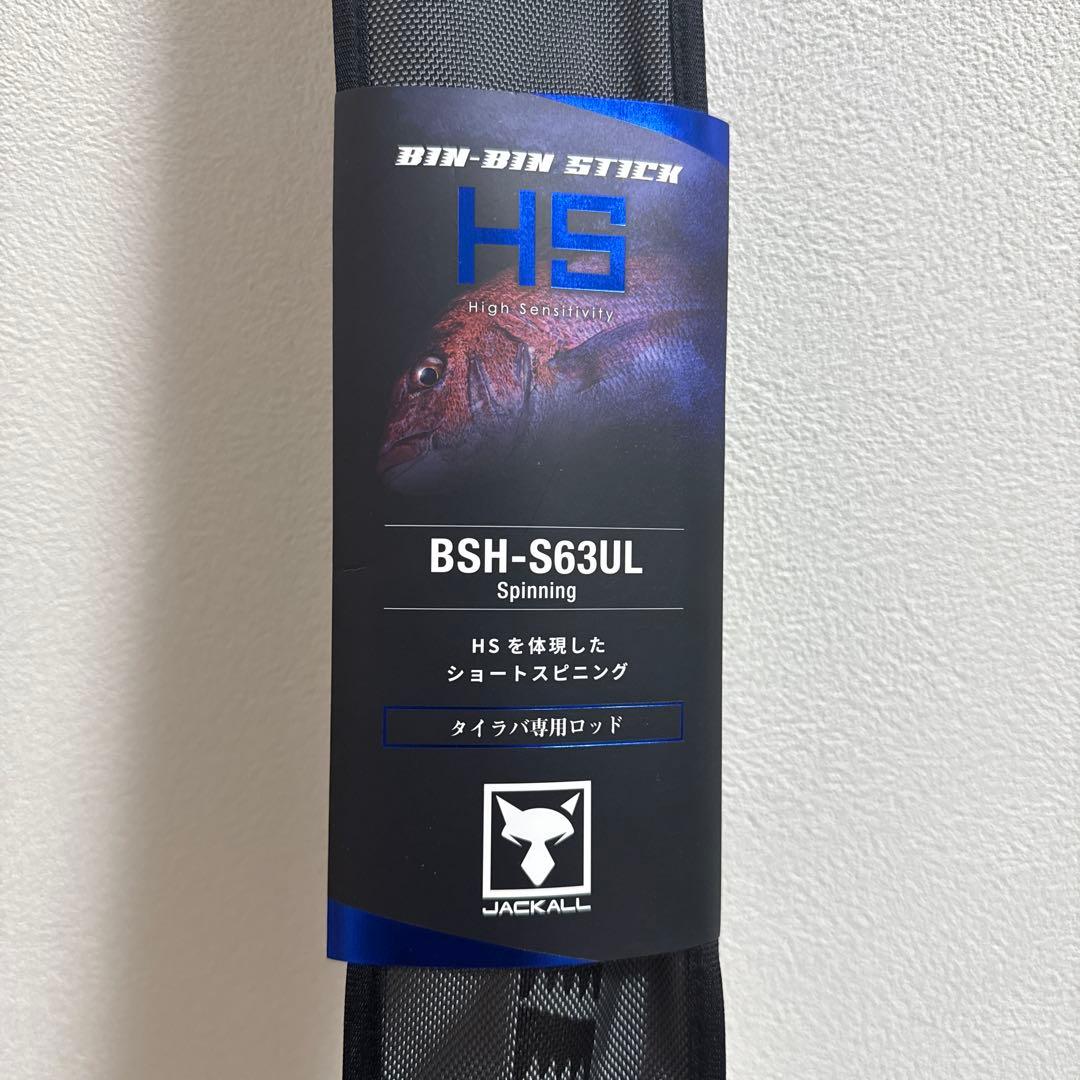 BIN-BIN STICK
HS
High Sensitivity
BSH-S63UL
Spinning
HSを体現した
ショートスピニング
タイラバ専用ロッド
JACKALL